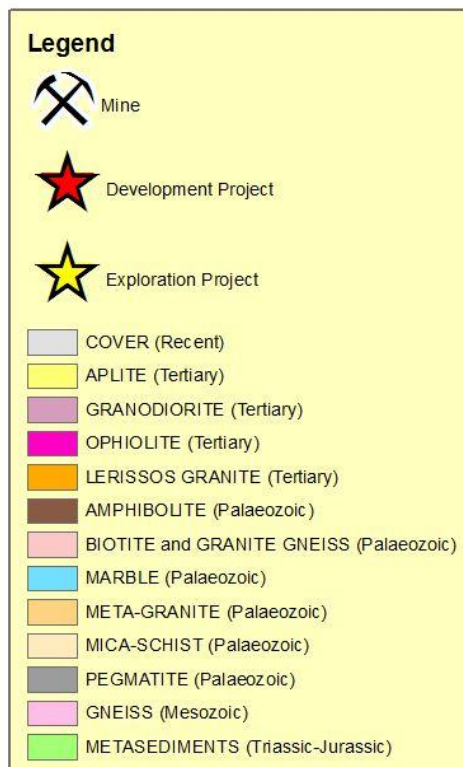 Legend
Mine
Development Project
Exploration Project
COVER (Recent)
APLITE (Tertiary)
GRANODIORITE (Tertiary)
OPHIOLITE (Tertiary)
LERISSOS GRANITE (Tertiary)
AMPHIBOLITE (Palaeozoic)
BIOTITE and GRANITE GNEISS (Palaeozoic)
MARBLE (Palaeozoic)
META-GRANITE (Palaeozoic)
MICA-SCHIST (Palaeozoic)
PEGMATITE (Palaeozoic)
GNEISS (Mesozoic)
METASEDIMENTS (Triassic-Jurassic)